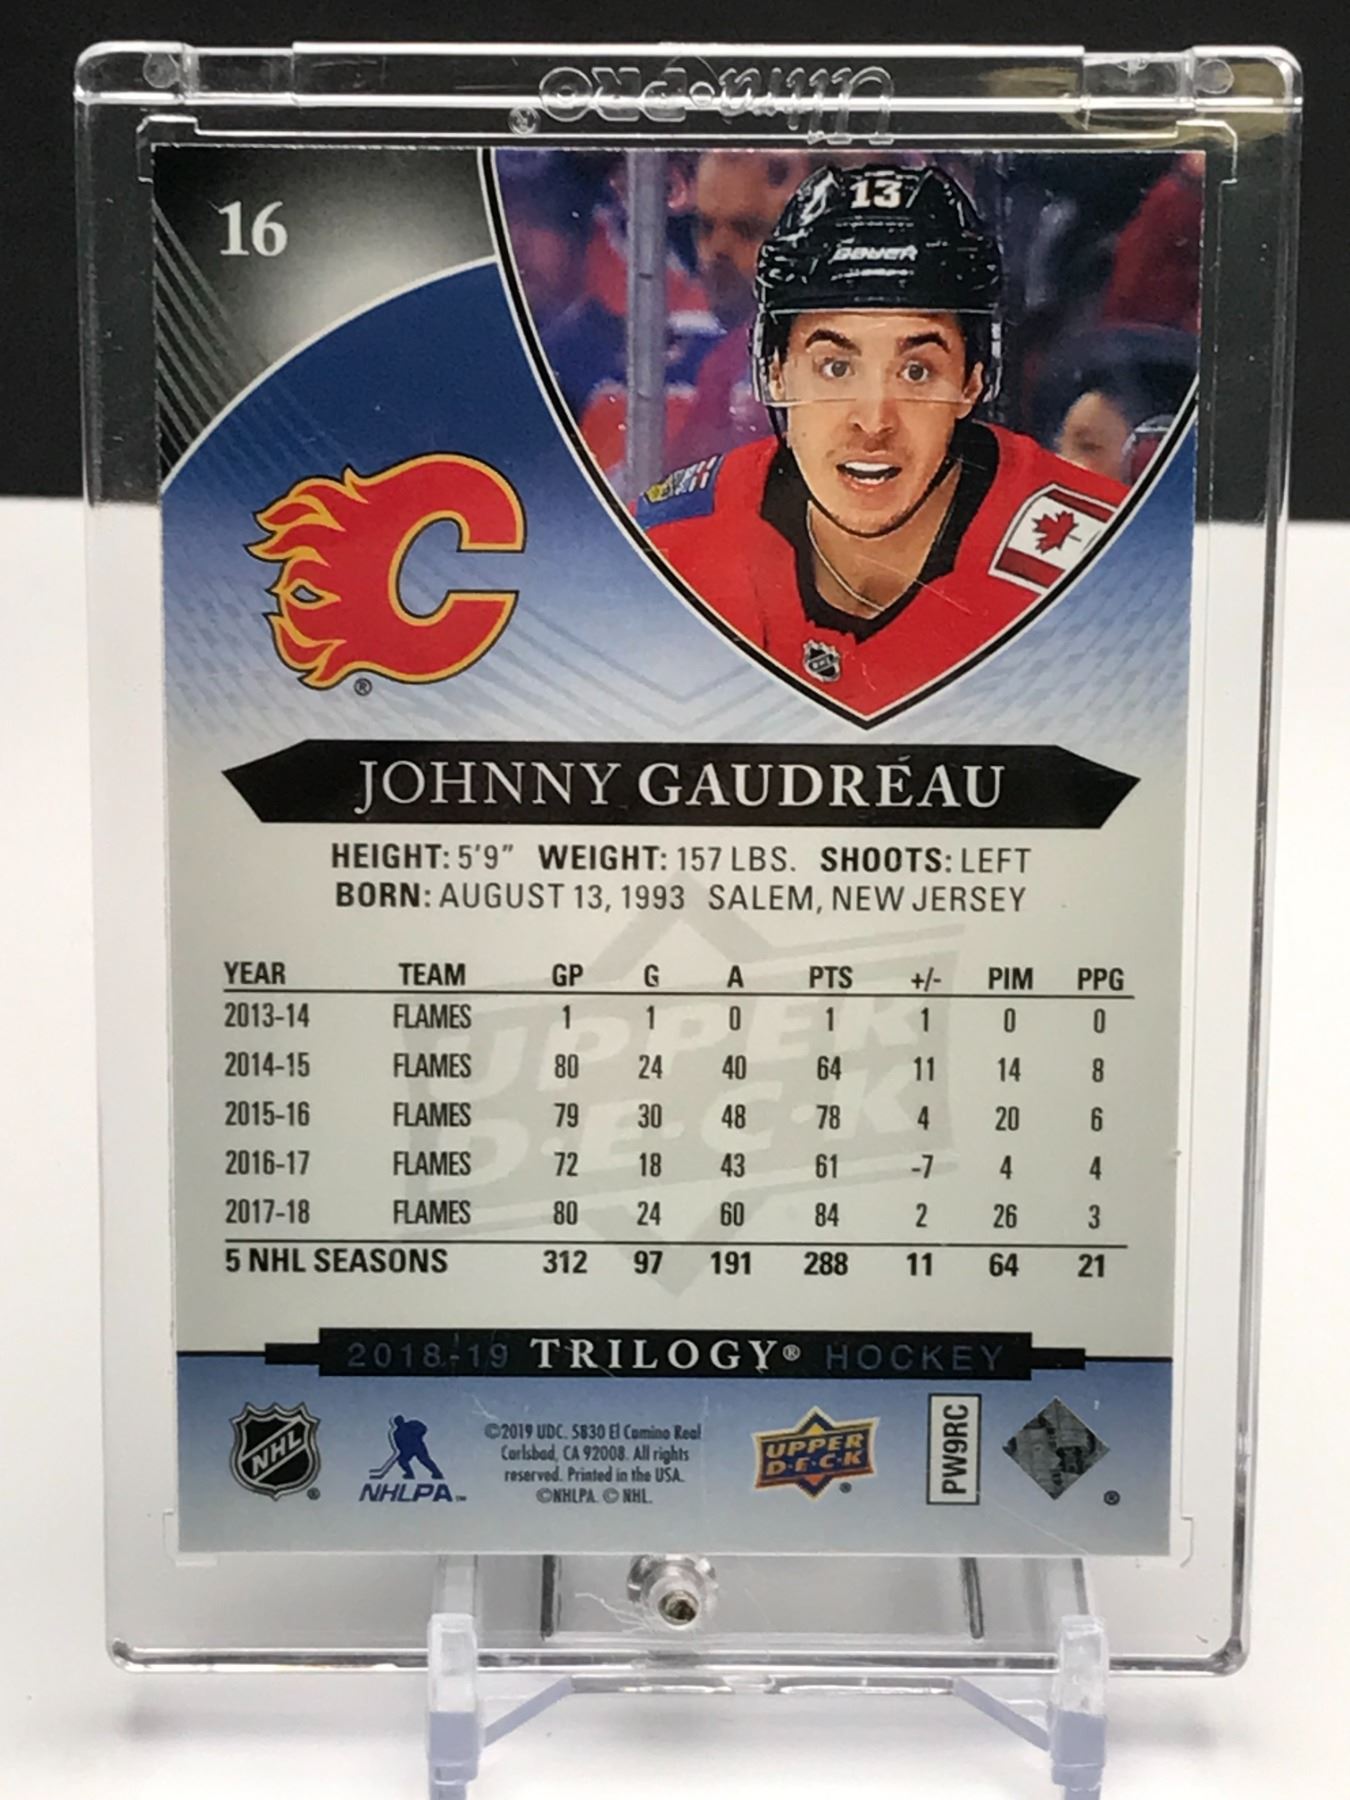 ULTRA•PRO®
16
13
BAUER
NHL
®
JOHNNY GAUDREAU
HEIGHT: 5'9" WEIGHT: 157 LBS. SHOOTS: LEFT
BORN: AUGUST 13, 1993 SALEM, NEW JERSEY
UPPER
D·E·C·K
YEAR TEAM GP G A PTS +/- PIM PPG
2013-14 FLAMES 1 1 0 1 1 0 0
2014-15 FLAMES 80 24 40 64 11 14 8
2015-16 FLAMES 79 30 48 78 4 20 6
2016-17 FLAMES 72 18 43 61 -7 4 4
2017-18 FLAMES 80 24 60 84 2 26 3
5 NHL SEASONS 312 97 191 288 11 64 21
2018-19 TRILOGY® HOCKEY
NHL ®
NHLPA™
©2019 UDC. 5830 El Camino Real
Carlsbad, CA 92008. All rights
reserved. Printed in the USA.
©NHLPA. © NHL.
UPPER
D·E·C·K ®
PW9RC
®